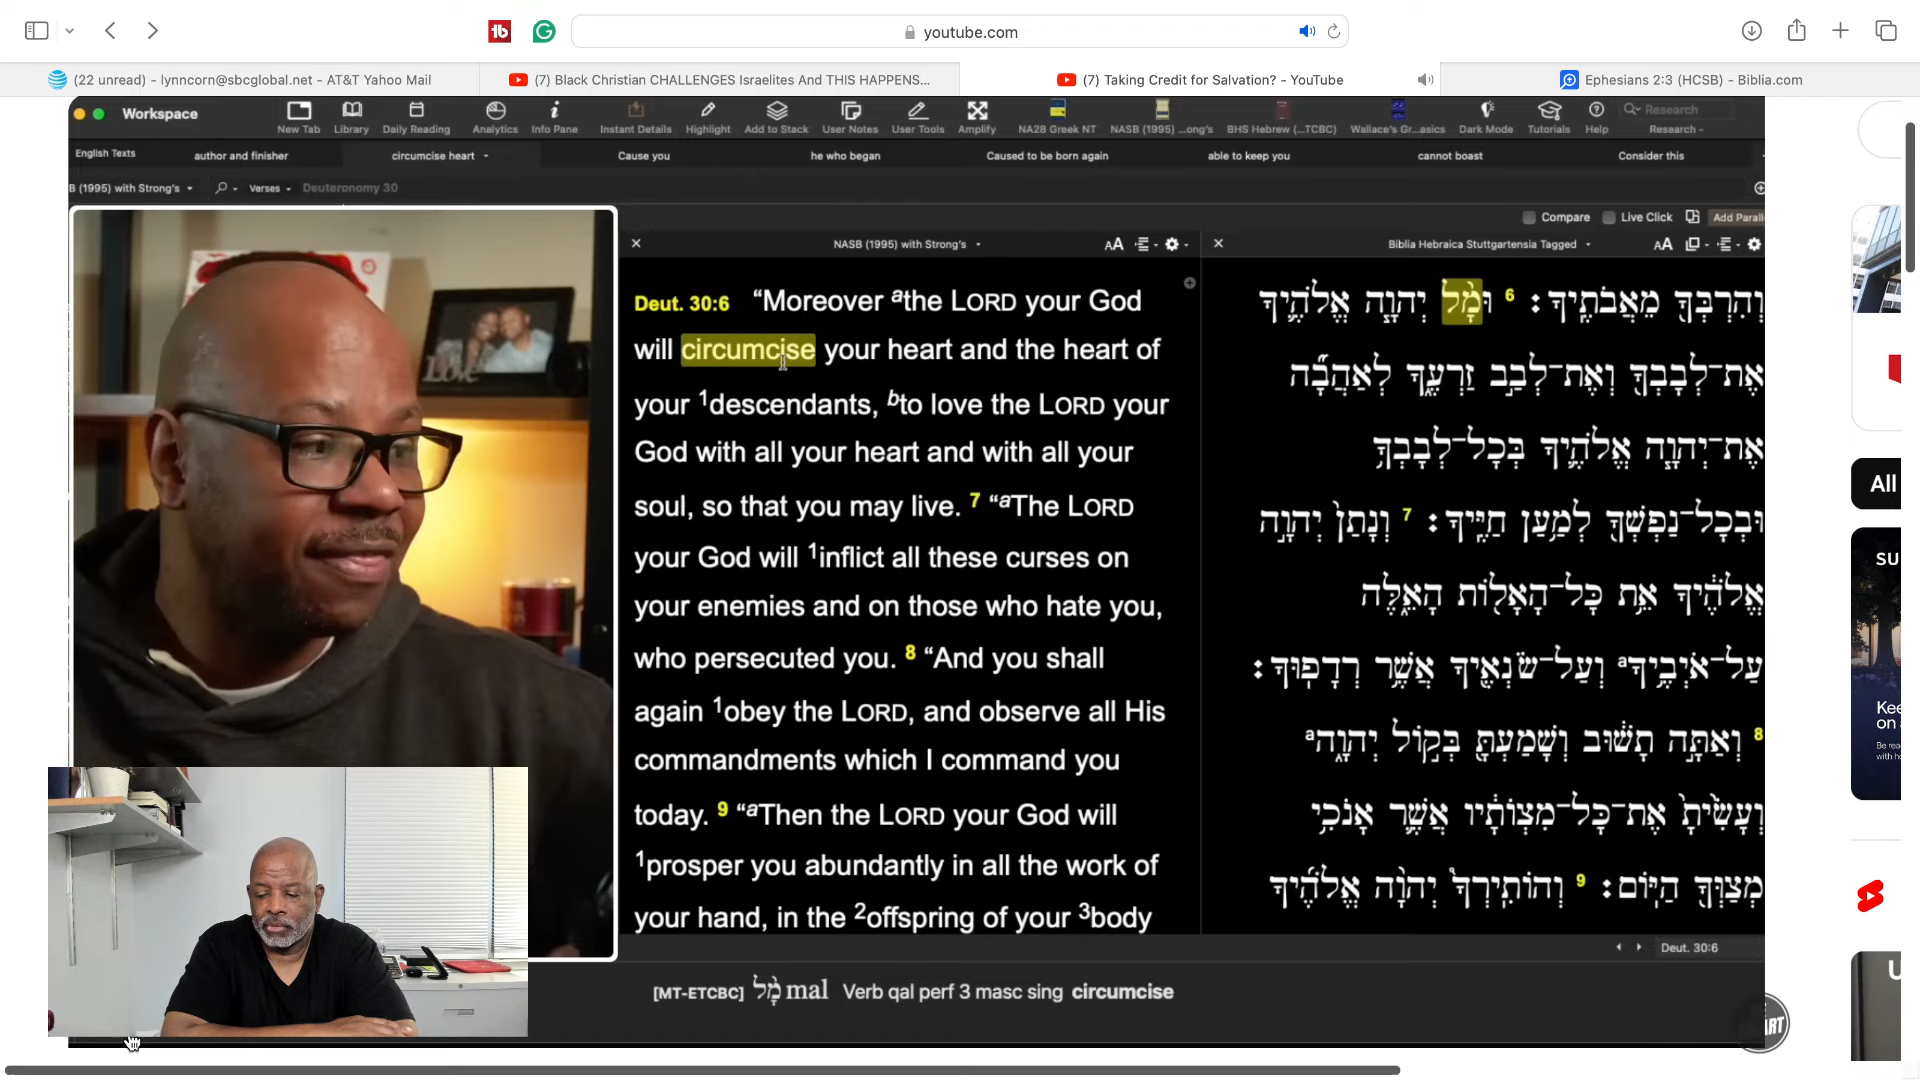 youtube.com
(22 unread) - lynncorn@sbcglobal.net - AT&T Yahoo Mail
(7) Black Christian CHALLENGES Israelites And THIS HAPPENS...
(7) Taking Credit for Salvation? - YouTube
Ephesians 2:3 (HCSB) - Biblia.com
Workspace
New Tab Library Daily Reading Analytics Info Pane Instant Details Highlight Add to Stack User Notes User Tools Amplify NA28 Greek NT NASB (1995) ...ong's BHS Hebrew (...TCBC) Wallace's Gr...asics Dark Mode Tutorials Help Research
Research
English Texts author and finisher circumcise heart Cause you he who began Caused to be born again able to keep you cannot boast Consider this
B (1995) with Strong's Verses Deuteronomy 30
Compare Live Click Add Parall
NASB (1995) with Strong's AA
Biblia Hebraica Stuttgartensia Tagged AA
Deut. 30:6 “Moreover ᵃthe LORD your God
will circumcise your heart and the heart of
your ¹descendants, ᵇto love the LORD your
God with all your heart and with all your
soul, so that you may live. 7 “ᵃThe LORD
your God will ¹inflict all these curses on
your enemies and on those who hate you,
who persecuted you. 8 “And you shall
again ¹obey the LORD, and observe all His
commandments which I command you
today. 9 “ᵃThen the LORD your God will
¹prosper you abundantly in all the work of
your hand, in the ²offspring of your ³body
וְהִרְבְּךָ מֵאֲבֹתֶיךָ׃ 6 וּמָל יְהוָה אֱלֹהֶיךָ
אֶת־לְבָבְךָ וְאֶת־לְבַב זַרְעֶךָ לְאַהֲבָה
אֶת־יְהוָה אֱלֹהֶיךָ בְּכָל־לְבָבְךָ
וּבְכָל־נַפְשְׁךָ לְמַעַן חַיֶּיךָ׃ 7 וְנָתַן יְהוָה
אֱלֹהֶיךָ אֵת כָּל־הָאָלוֹת הָאֵלֶּה
עַל־אֹיְבֶיךָ ᵃ וְעַל־שֹׂנְאֶיךָ אֲשֶׁר רְדָפוּךָ׃
8 וְאַתָּה תָשׁוּב וְשָׁמַעְתָּ בְּקוֹל יְהוָה ᵃ
וְעָשִׂיתָ אֶת־כָּל־מִצְוֹתָיו אֲשֶׁר אָנֹכִי
מְצַוְּךָ הַיּוֹם׃ 9 וְהוֹתִירְךָ יְהוָה אֱלֹהֶיךָ
Deut. 30:6
[MT-ETCBC] מָל mal Verb qal perf 3 masc sing circumcise
Love
All
SU
Kee
on
U
ART